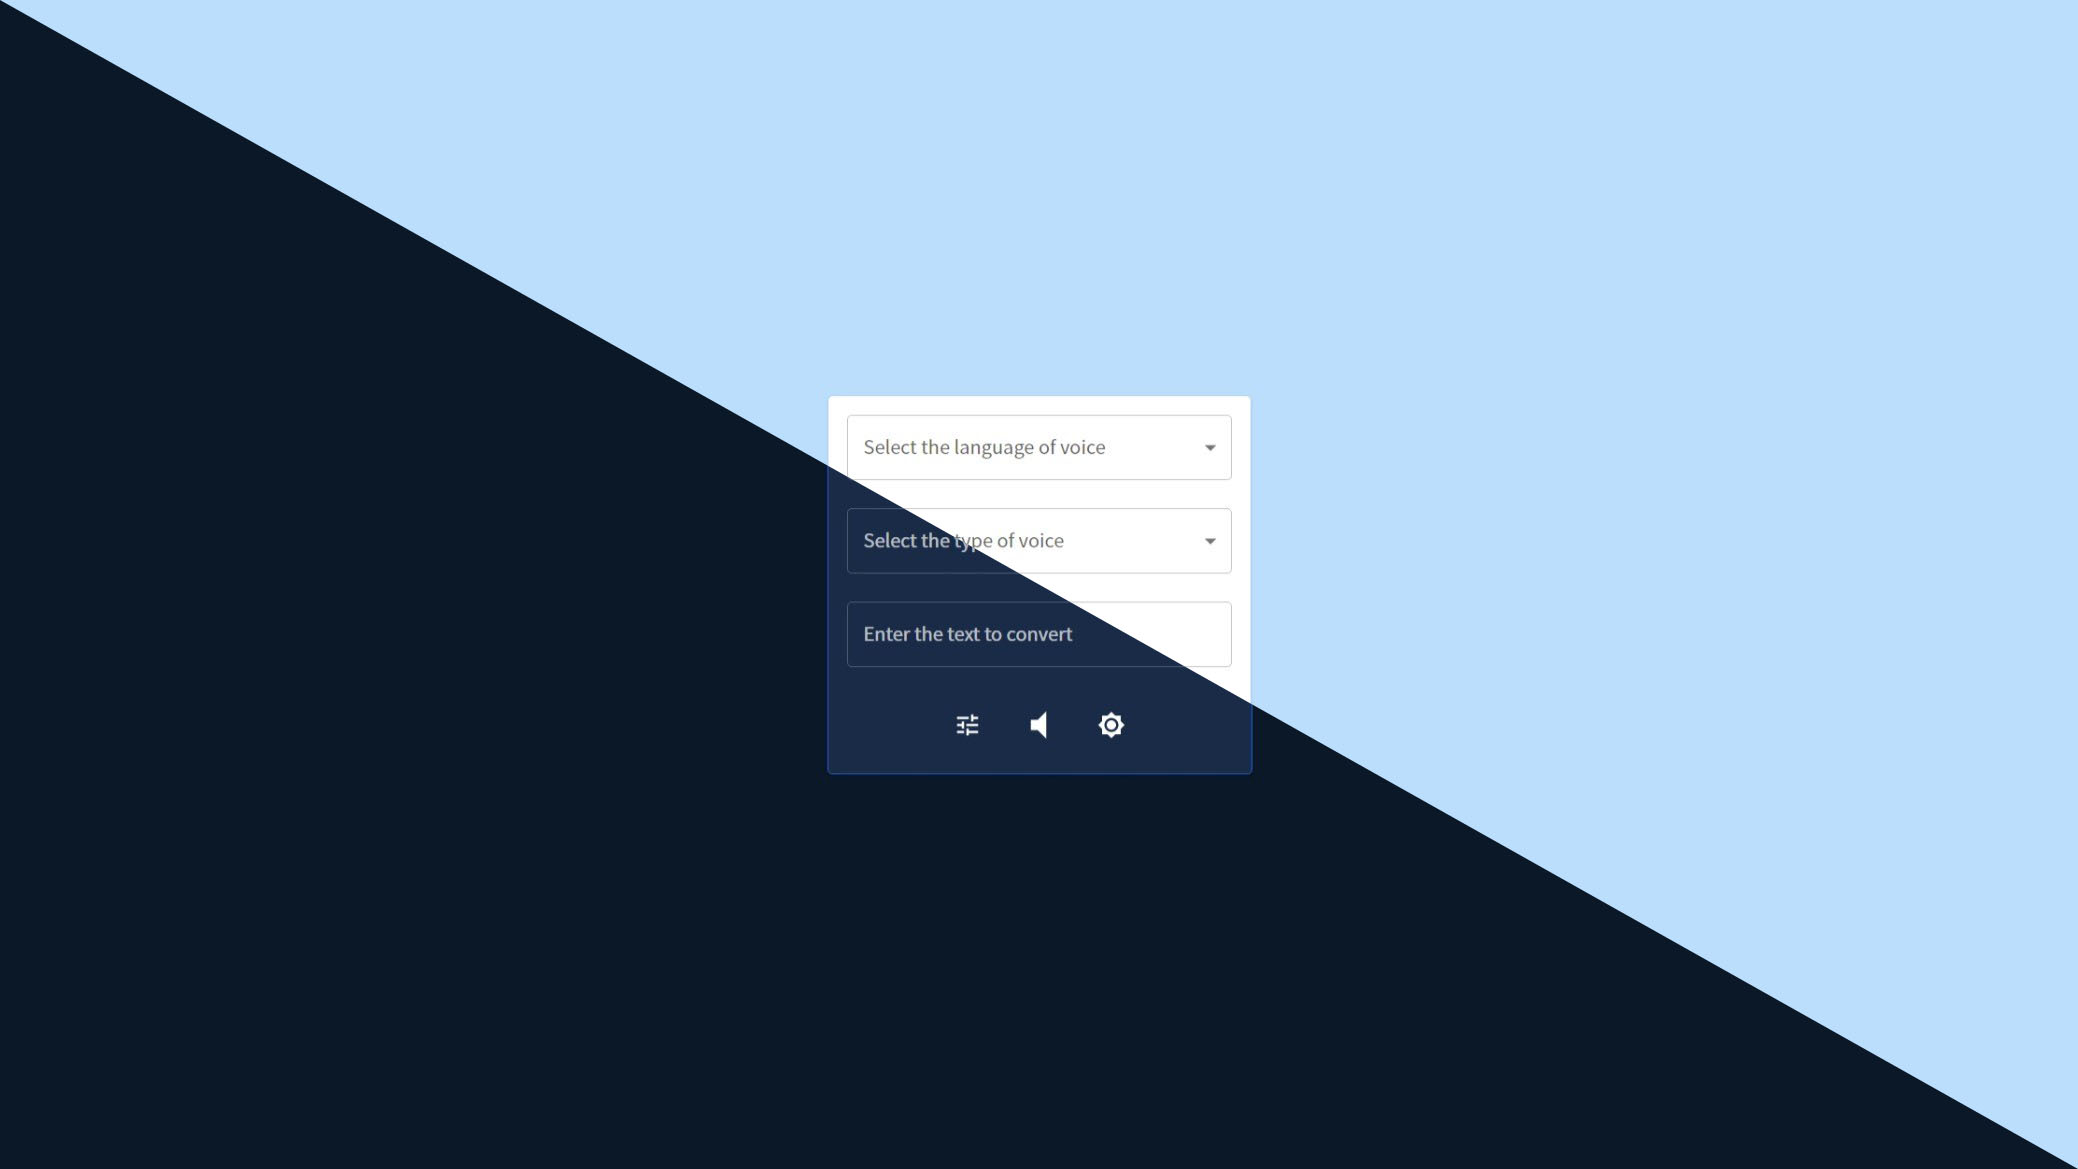 Select the language of voice
Select the type of voice
Enter the text to convert